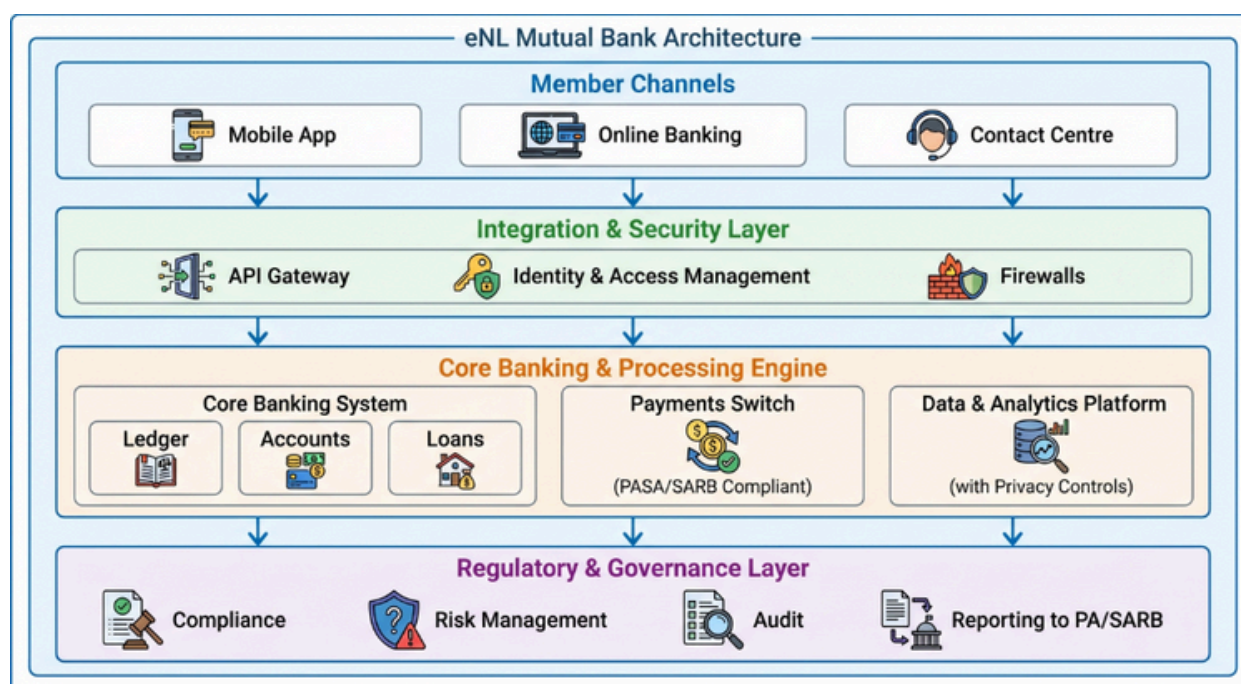 eNL Mutual Bank Architecture
Member Channels
Mobile App
Online Banking
Contact Centre
Integration & Security Layer
API Gateway
Identity & Access Management
Firewalls
Core Banking & Processing Engine
Core Banking System
Ledger
Accounts
Loans
Payments Switch
(PASA/SARB Compliant)
Data & Analytics Platform
(with Privacy Controls)
Regulatory & Governance Layer
Compliance
Risk Management
Audit
Reporting to PA/SARB